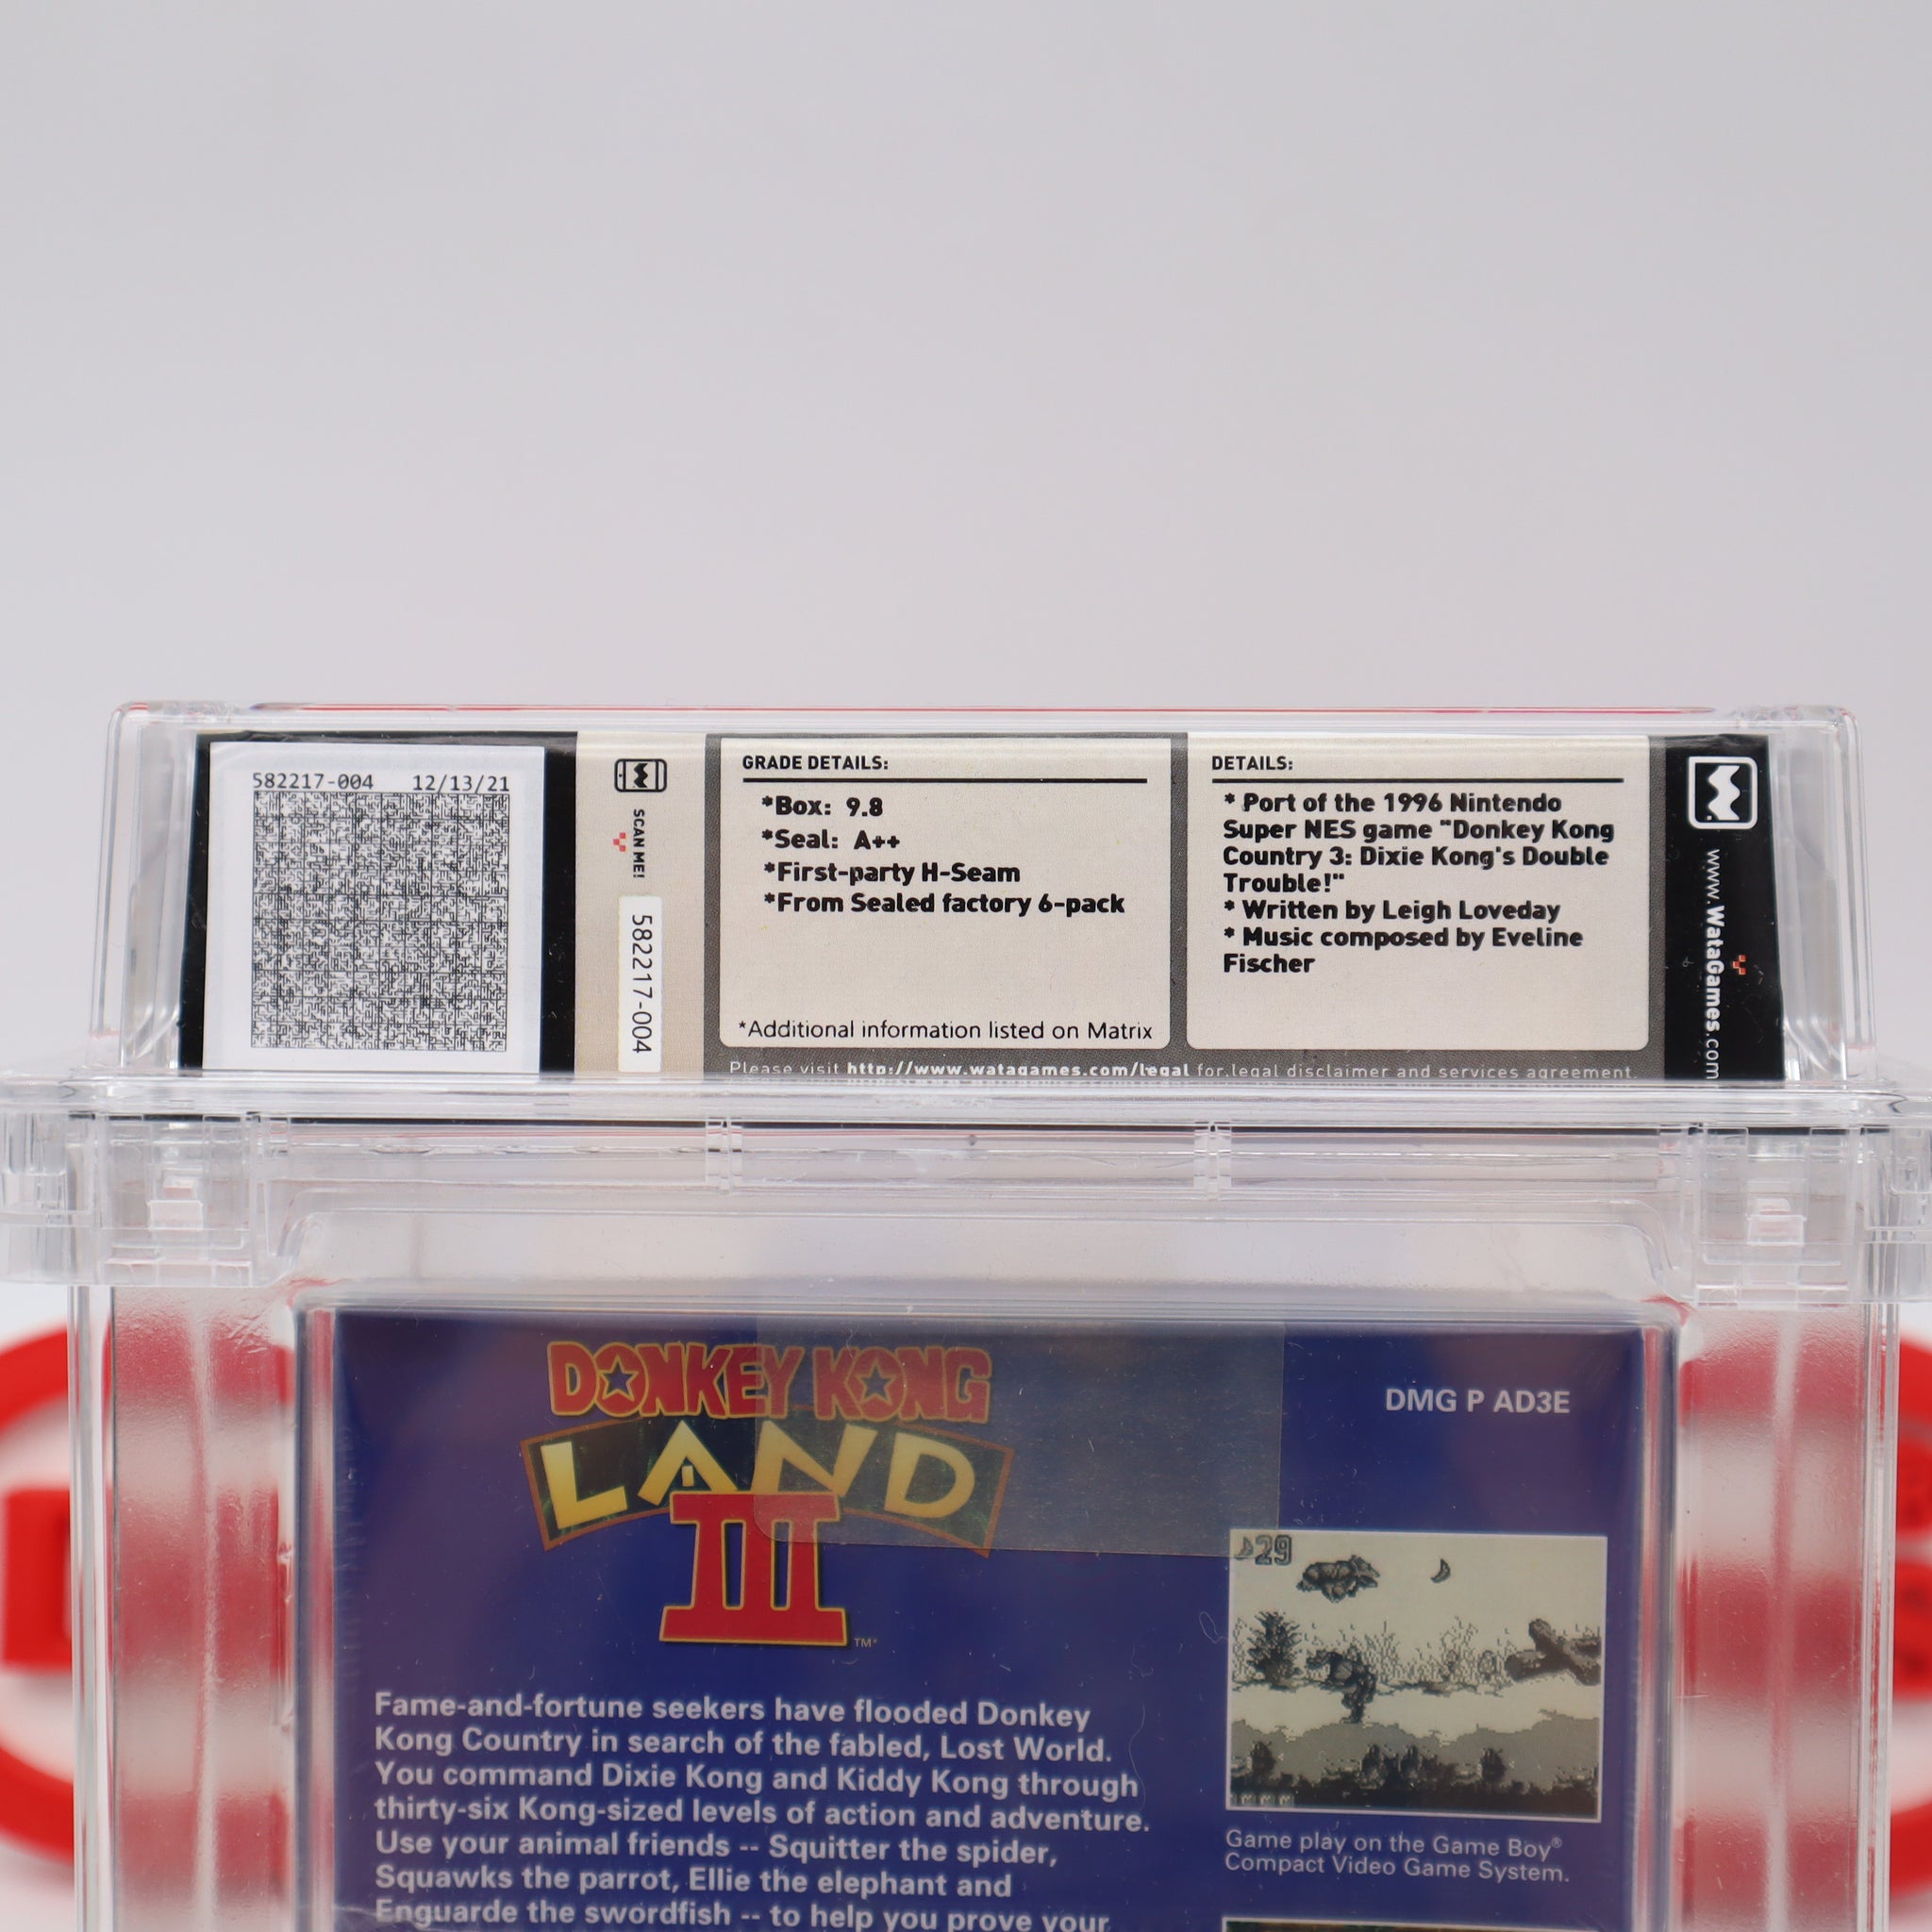 582217-004 12/13/21
SCAN ME!
582217-004
GRADE DETAILS:
*Box: 9.8
*Seal: A++
*First-party H-Seam
*From Sealed factory 6-pack
*Additional information listed on Matrix
DETAILS:
* Port of the 1996 Nintendo
Super NES game "Donkey Kong
Country 3: Dixie Kong's Double
Trouble!"
* Written by Leigh Loveday
* Music composed by Eveline
Fischer
www.WataGames.com
Please visit http://www.watagames.com/legal for legal disclaimer and services agreement.
DONKEY KONG
LAND
III
TM
DMG P AD3E
29
Fame-and-fortune seekers have flooded Donkey
Kong Country in search of the fabled, Lost World.
You command Dixie Kong and Kiddy Kong through
thirty-six Kong-sized levels of action and adventure.
Use your animal friends -- Squitter the spider,
Squawks the parrot, Ellie the elephant and
Enguarde the swordfish -- to help you prove your
Game play on the Game Boy®
Compact Video Game System.